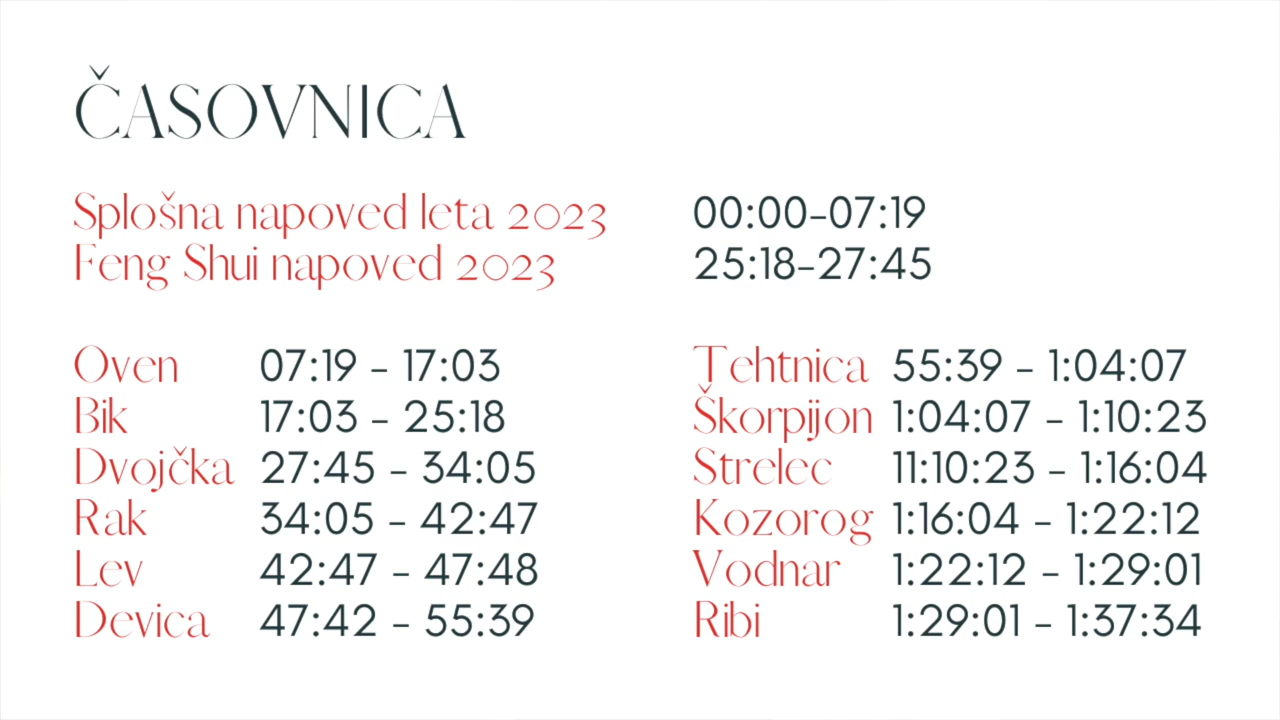 ČASOVNICA
Splošna napoved leta 2023 00:00-07:19
Feng Shui napoved 2023 25:18-27:45
Oven 07:19 - 17:03
Bik 17:03 - 25:18
Dvojčka 27:45 - 34:05
Rak 34:05 - 42:47
Lev 42:47 - 47:48
Devica 47:42 - 55:39
Tehtnica 55:39 - 1:04:07
Škorpijon 1:04:07 - 1:10:23
Strelec 11:10:23 - 1:16:04
Kozorog 1:16:04 - 1:22:12
Vodnar 1:22:12 - 1:29:01
Ribi 1:29:01 - 1:37:34